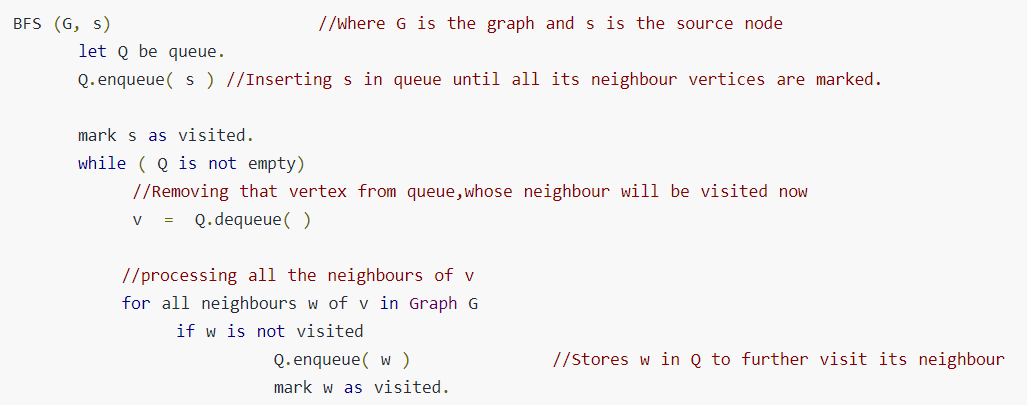 BFS (G, s)                   //Where G is the graph and s is the source node
      let Q be queue.
      Q.enqueue( s ) //Inserting s in queue until all its neighbour vertices are marked.

      mark s as visited.
      while ( Q is not empty)
           //Removing that vertex from queue,whose neighbour will be visited now
           v  =  Q.dequeue( )

          //processing all the neighbours of v
          for all neighbours w of v in Graph G
               if w is not visited
                        Q.enqueue( w )             //Stores w in Q to further visit its neighbour
                        mark w as visited.